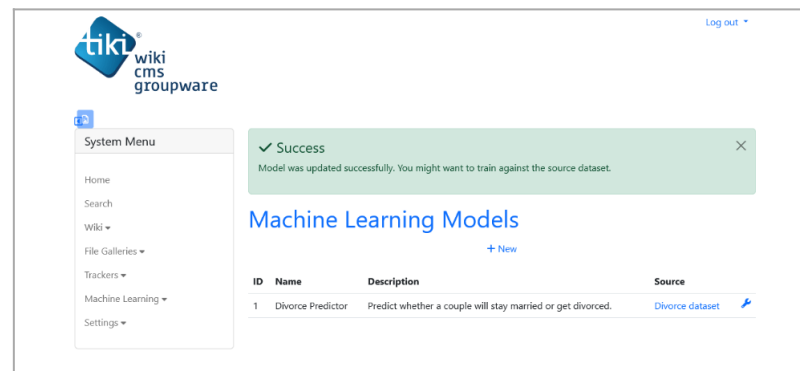 tiki®
wiki
cms
groupware
Log out
System Menu
Home
Search
Wiki
File Galleries
Trackers
Machine Learning
Settings
Success
Model was updated successfully. You might want to train against the source dataset.
Machine Learning Models
+ New
ID Name Description Source
1 Divorce Predictor Predict whether a couple will stay married or get divorced. Divorce dataset